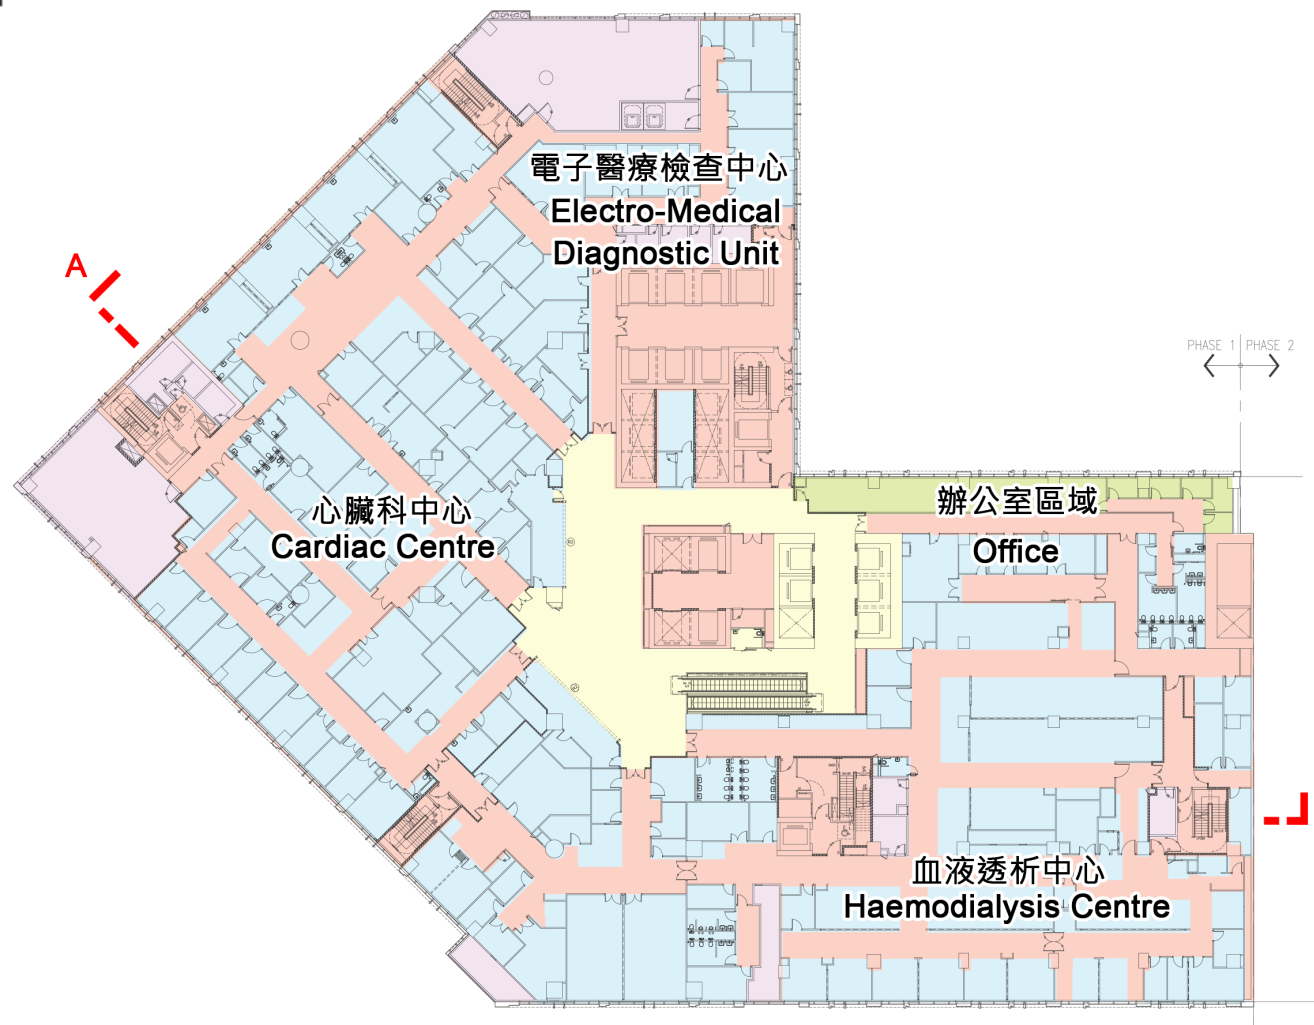 電子醫療檢查中心
Electro-Medical
Diagnostic Unit
A
PHASE 1 PHASE 2
心臟科中心
Cardiac Centre
辦公室區域
Office
血液透析中心
Haemodialysis Centre